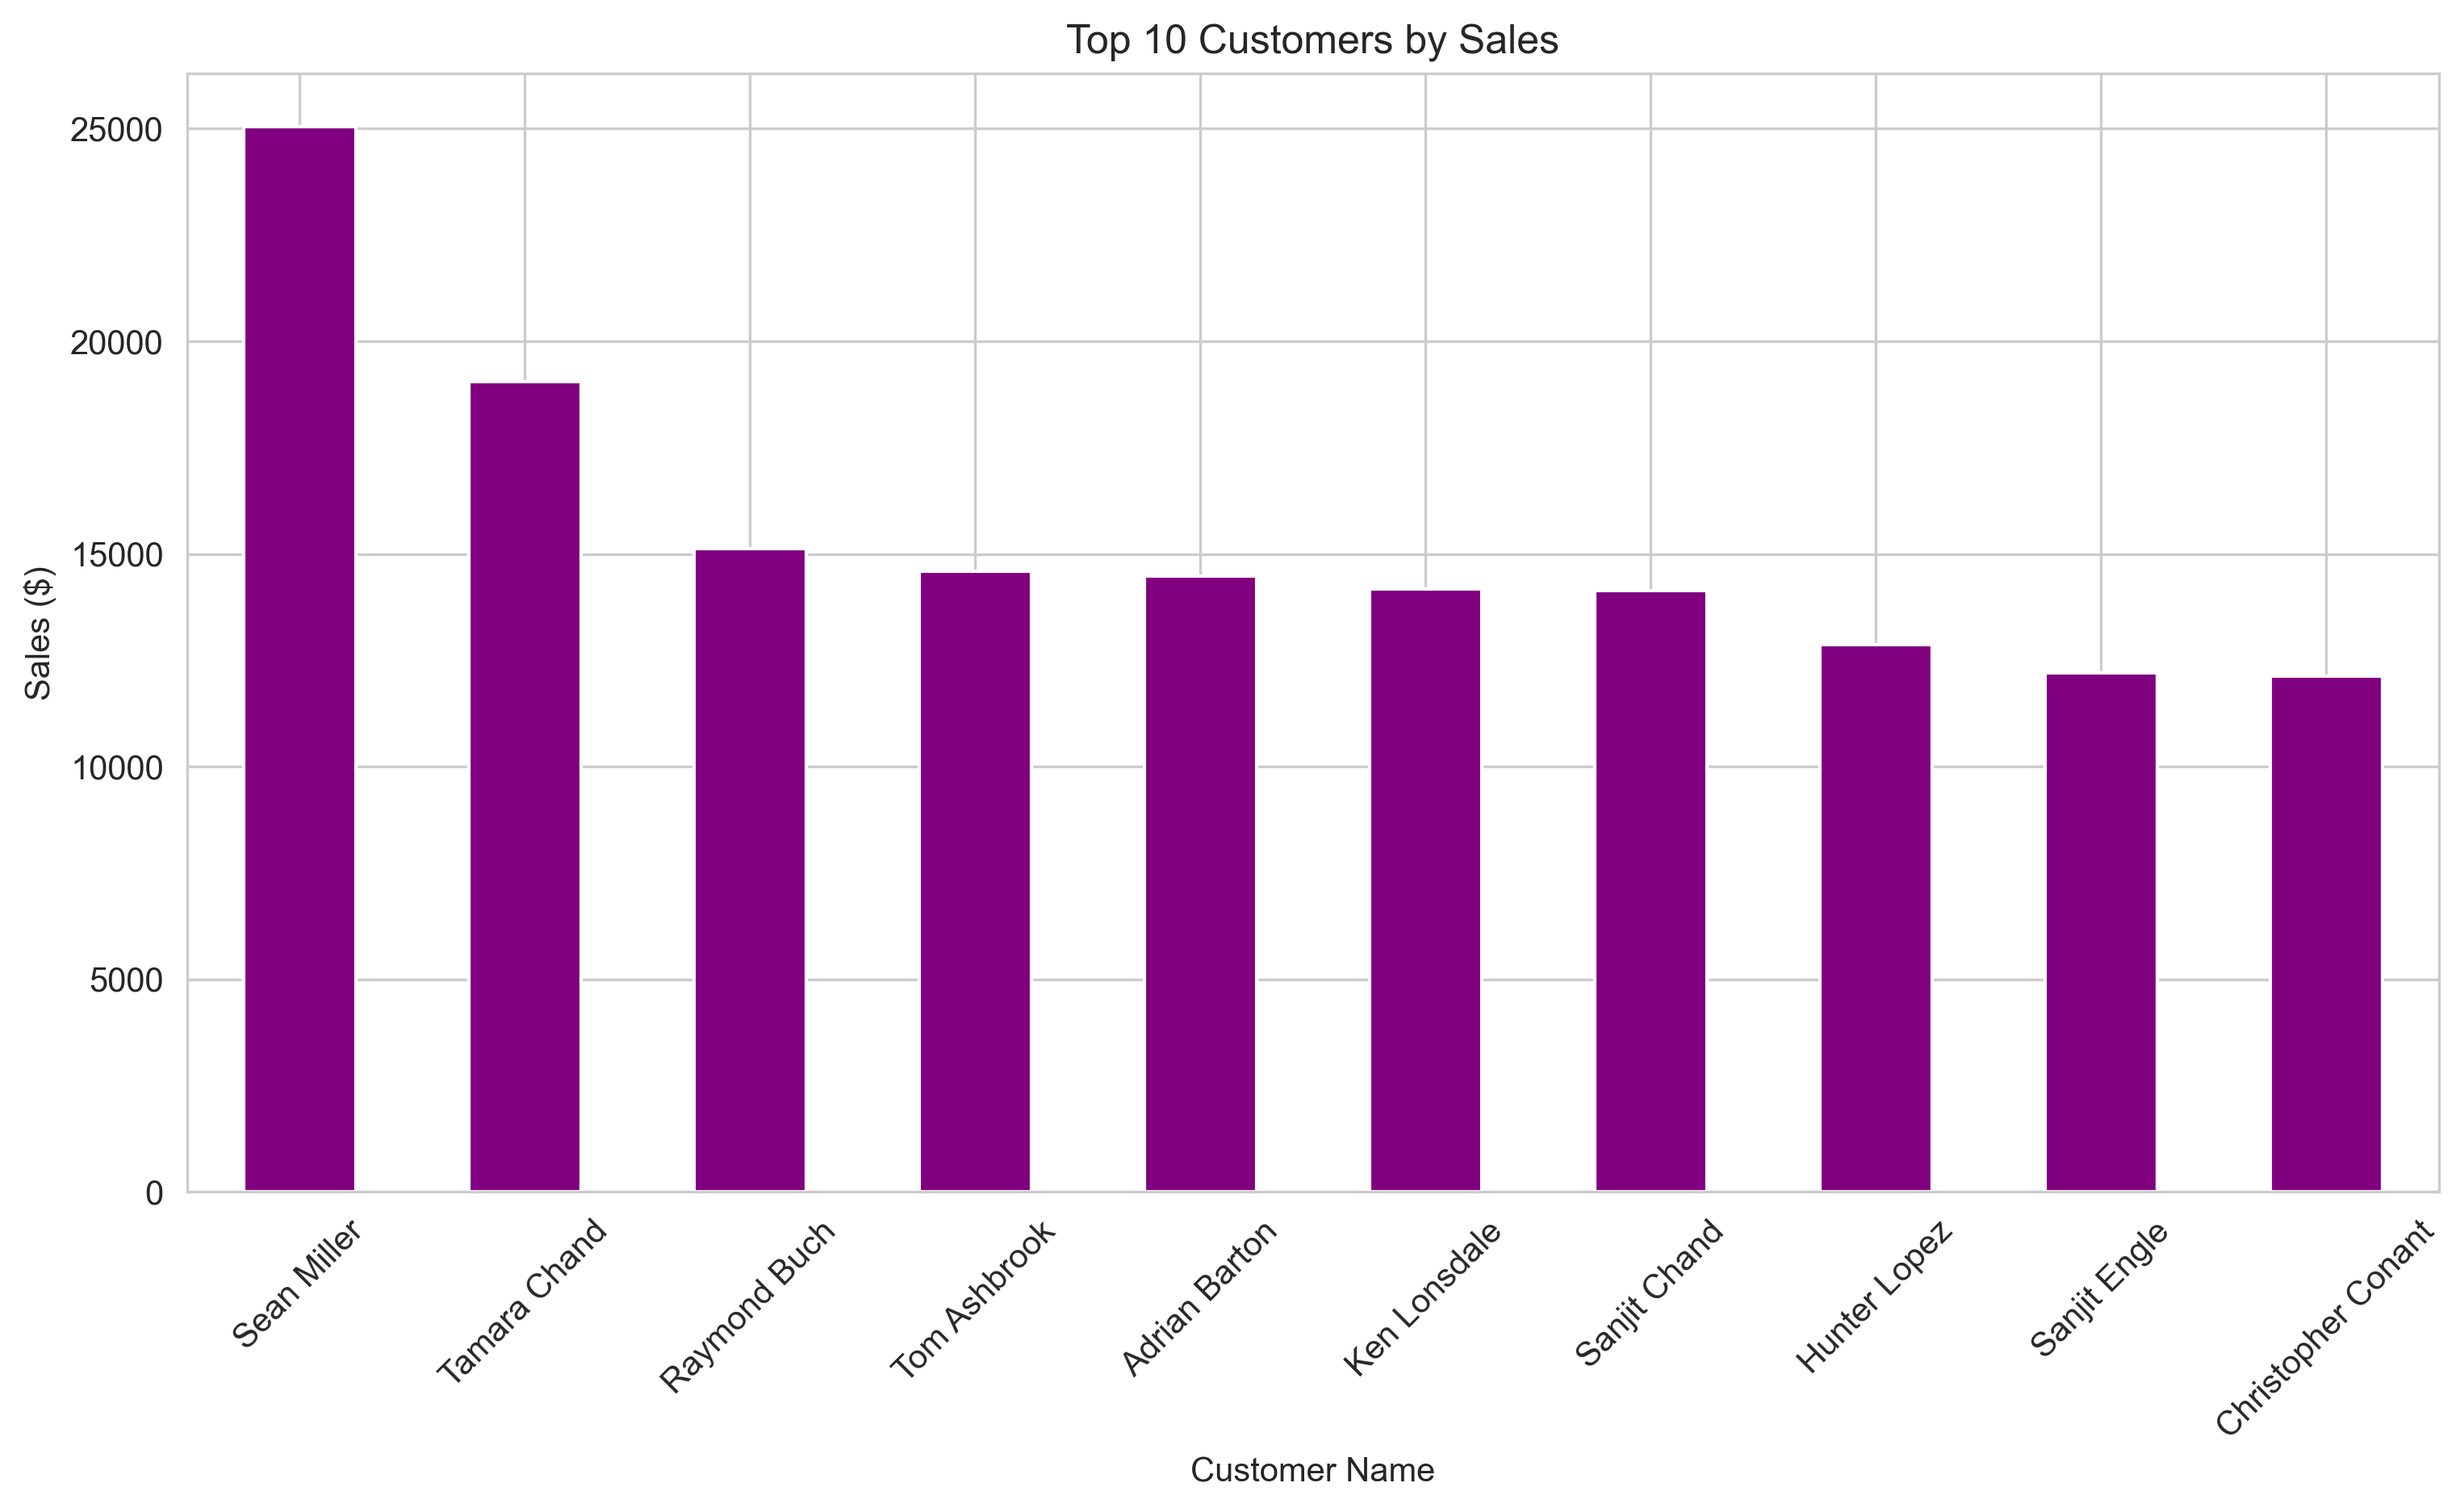 Top 10 Customers by Sales
Sales ($)
25000
20000
15000
10000
5000
0
Sean Miller
Tamara Chand
Raymond Buch
Tom Ashbrook
Adrian Barton
Ken Lonsdale
Sanjit Chand
Hunter Lopez
Sanjit Engle
Christopher Conant
Customer Name